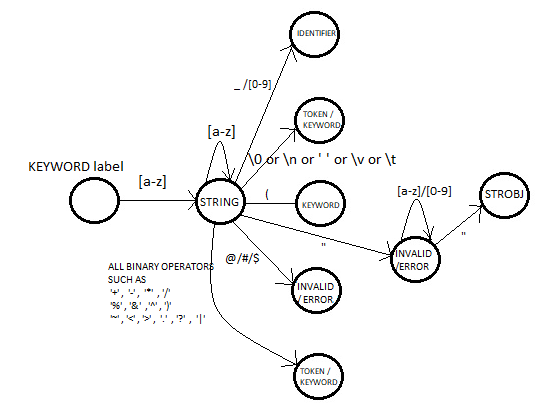 IDENTIFIER
_ /[0-9]
TOKEN /
KEYWORD
[a-z]
\0 or \n or ' ' or \v or \t
KEYWORD label
[a-z]
STRING
(
KEYWORD
[a-z]/[0-9]
STROBJ
"
"
INVALID
/ERROR
ALL BINARY OPERATORS
SUCH AS
'+' , '-' , '*' , '/'
'%' , '&' , '^' , ')'
'~' , '<' , '>' , '.' , '?' , '|'
@/#/$
INVALID
/ERROR
TOKEN /
KEYWORD